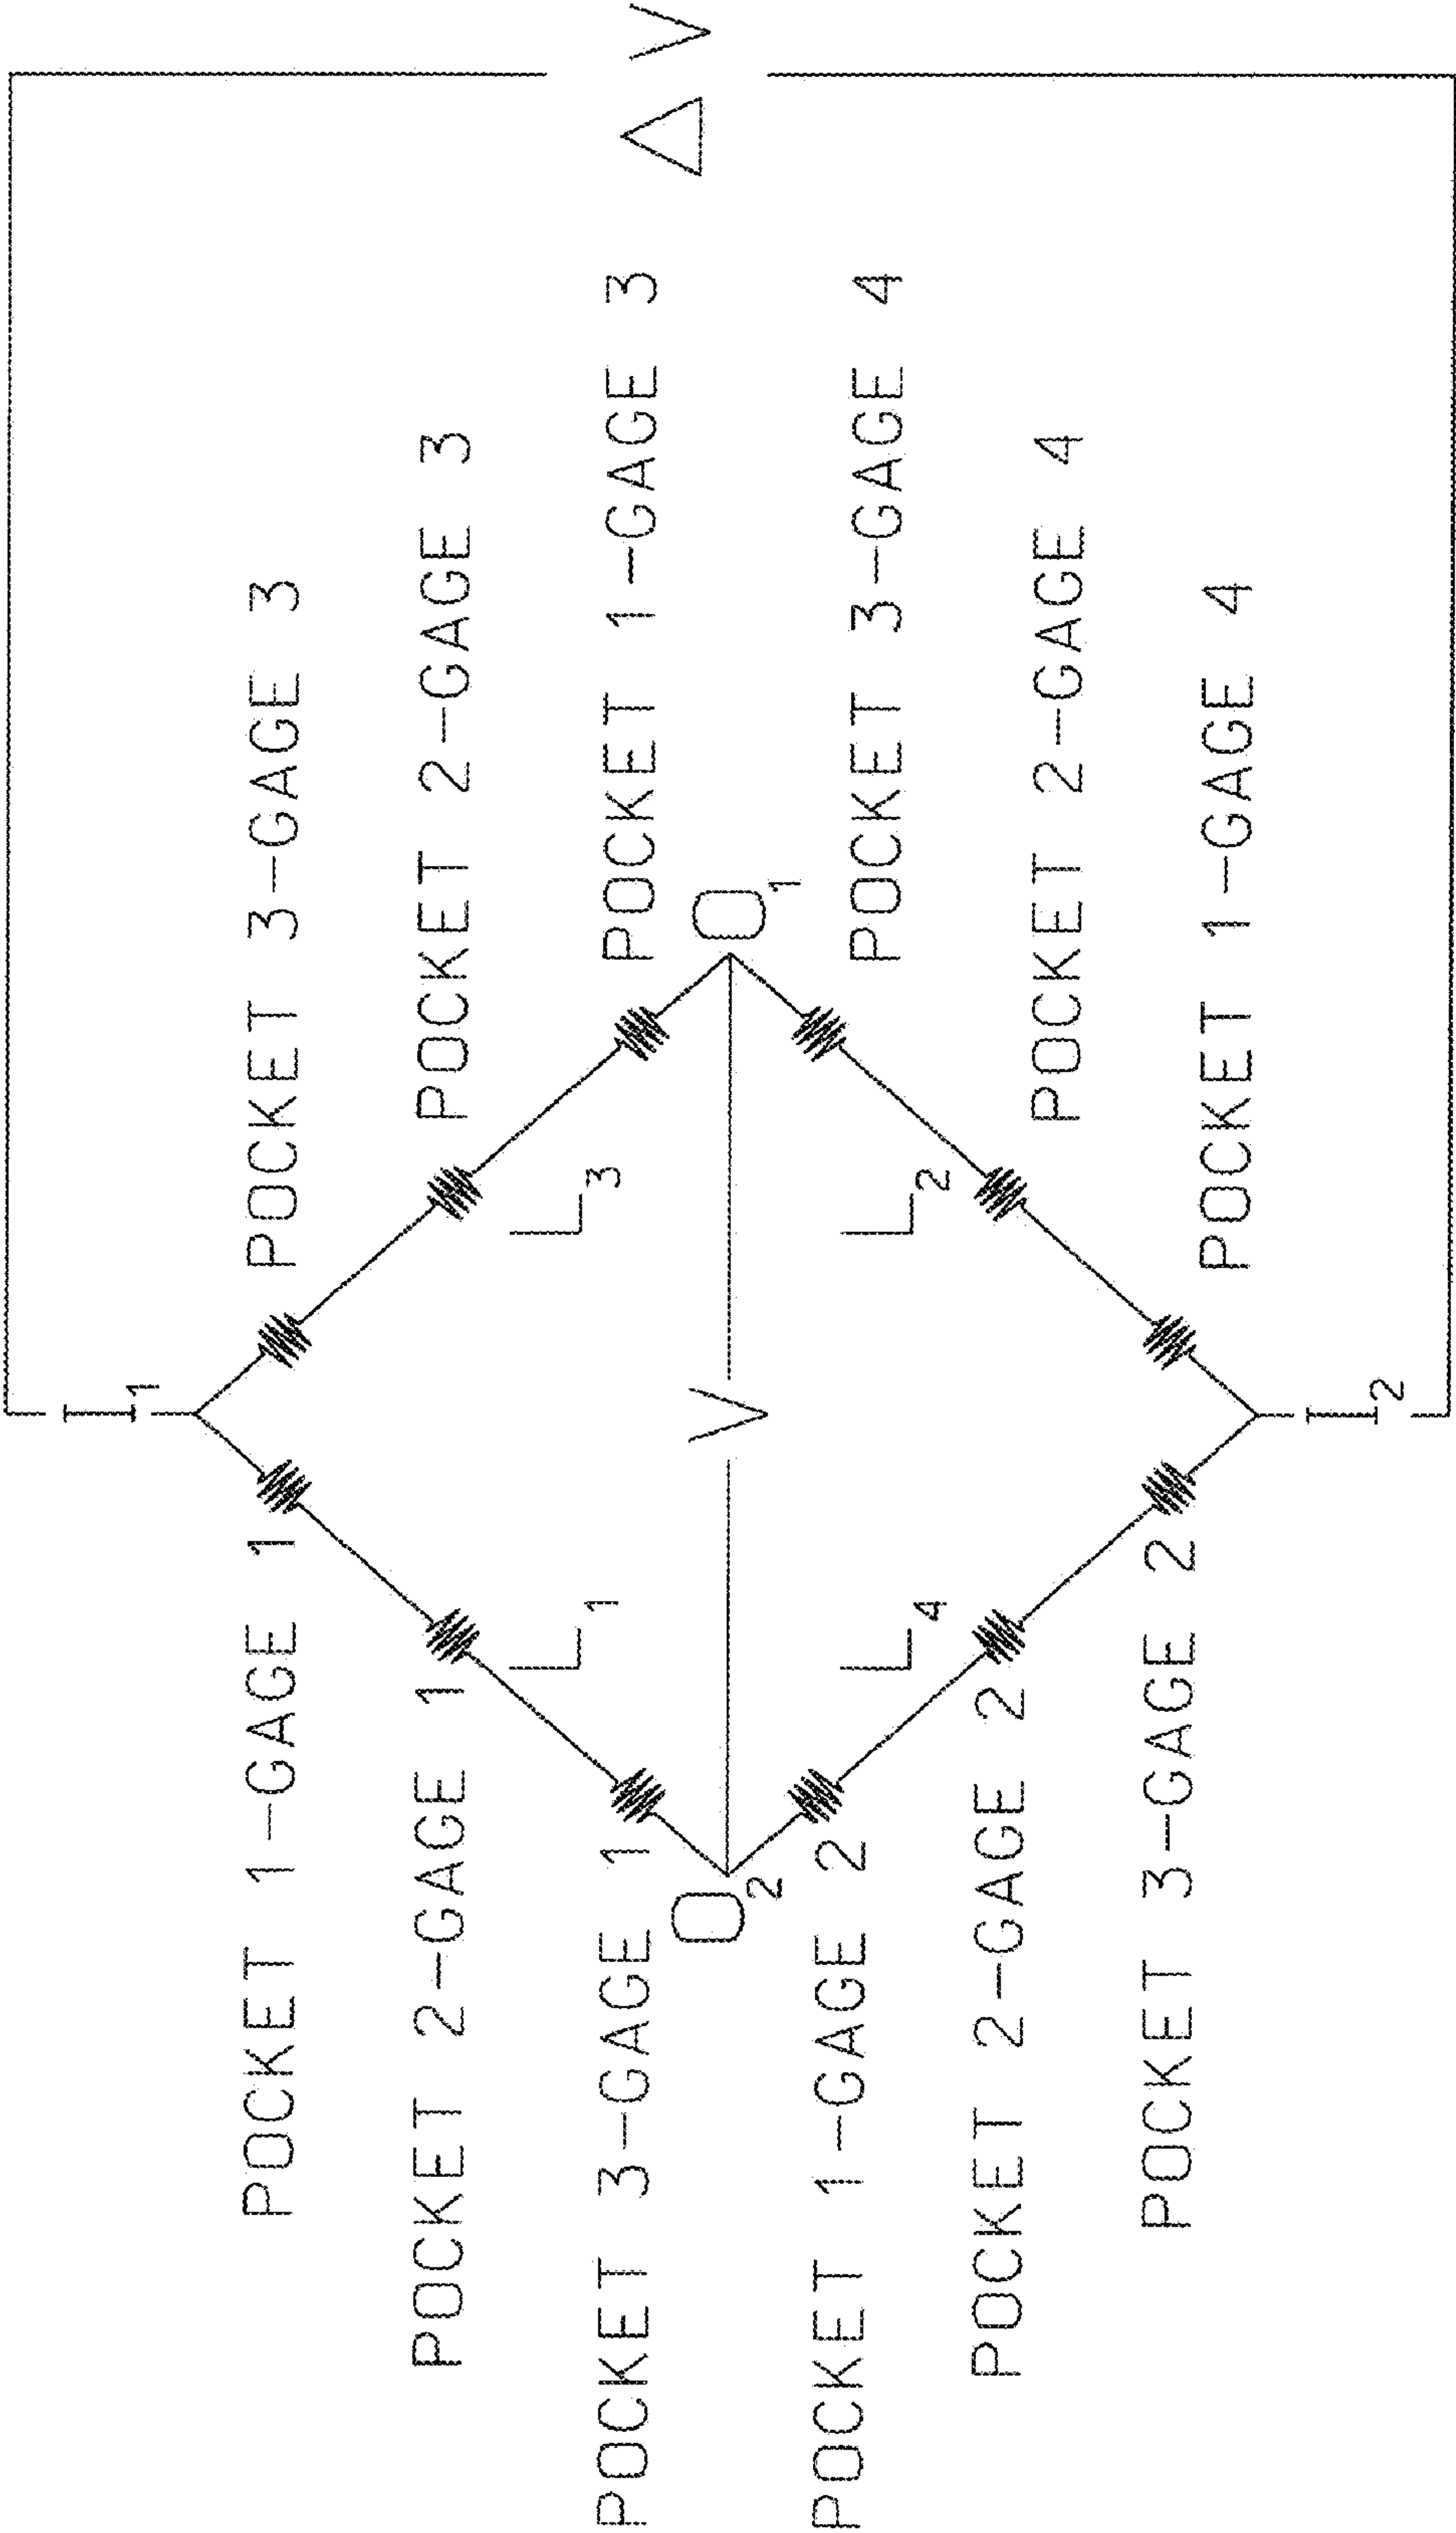 I1
POCKET 1-GAGE 1
POCKET 3-GAGE 3
POCKET 2-GAGE 1
POCKET 2-GAGE 3
L1
L3
POCKET 3-GAGE 1
POCKET 1-GAGE 3
O2
V
O1
Δ V
POCKET 1-GAGE 2
POCKET 3-GAGE 4
L4
L2
POCKET 2-GAGE 2
POCKET 2-GAGE 4
POCKET 3-GAGE 2
POCKET 1-GAGE 4
I2